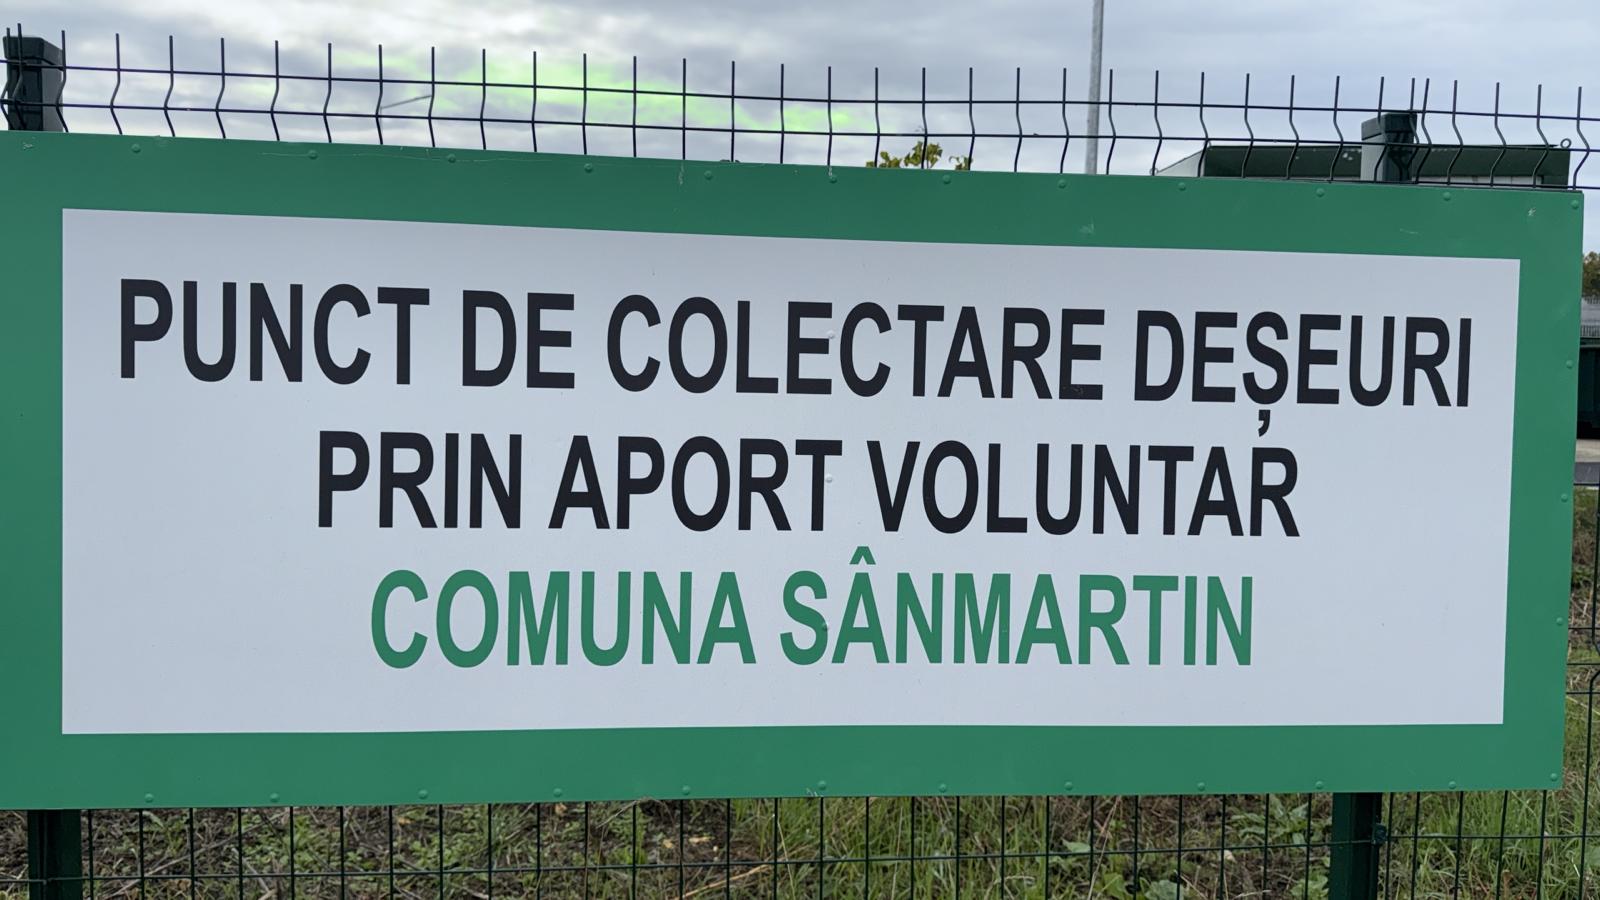 PUNCT DE COLECTARE DEȘEURI
PRIN APORT VOLUNTAR
COMUNA SÂNMARTIN